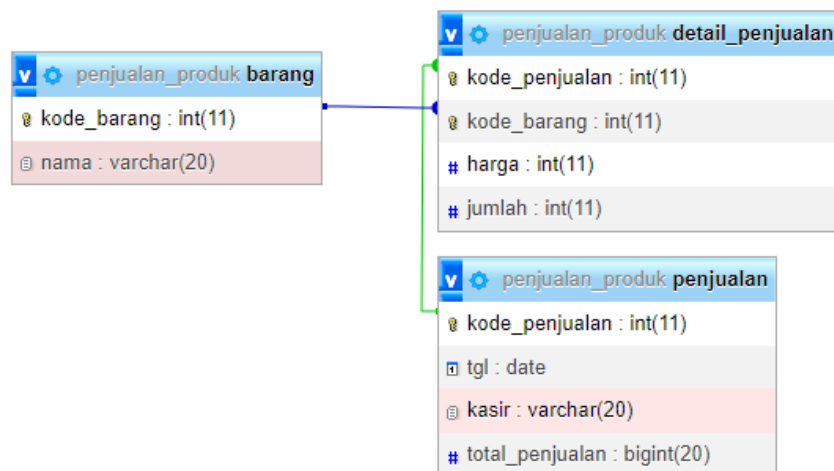 penjualan_produk barang
kode_barang : int(11)
nama : varchar(20)
v penjualan_produk detail_penjualan
kode_penjualan : int(11)
kode_barang : int(11)
# harga : int(11)
# jumlah : int(11)
v penjualan_produk penjualan
kode_penjualan : int(11)
tgl : date
kasir : varchar(20)
# total_penjualan : bigint(20)